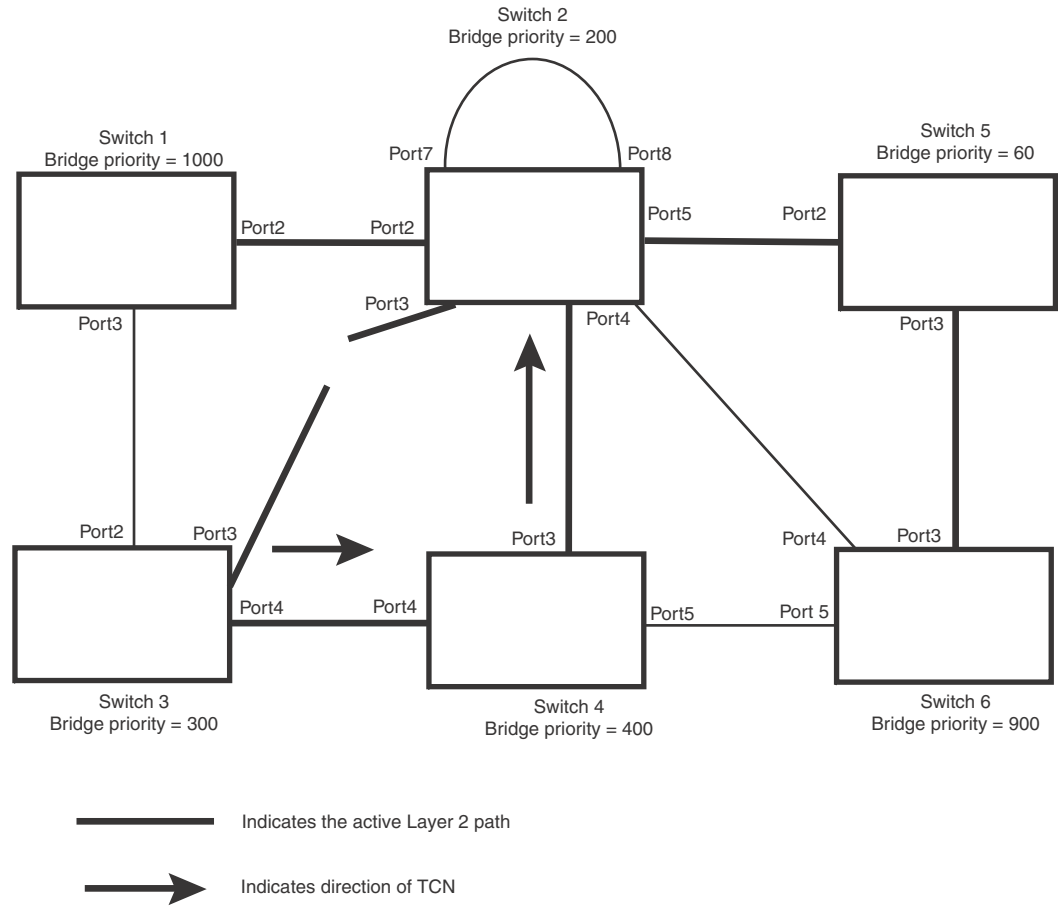 Switch 2
Bridge priority = 200
Switch 1
Bridge priority = 1000
Switch 5
Bridge priority = 60
Port7
Port8
Port2
Port2
Port5
Port2
Port3
Port3
Port4
Port3
Port2
Port3
Port3
Port4
Port3
Port4
Port4
Port5
Port 5
Switch 3
Bridge priority = 300
Switch 4
Bridge priority = 400
Switch 6
Bridge priority = 900
Indicates the active Layer 2 path
Indicates direction of TCN